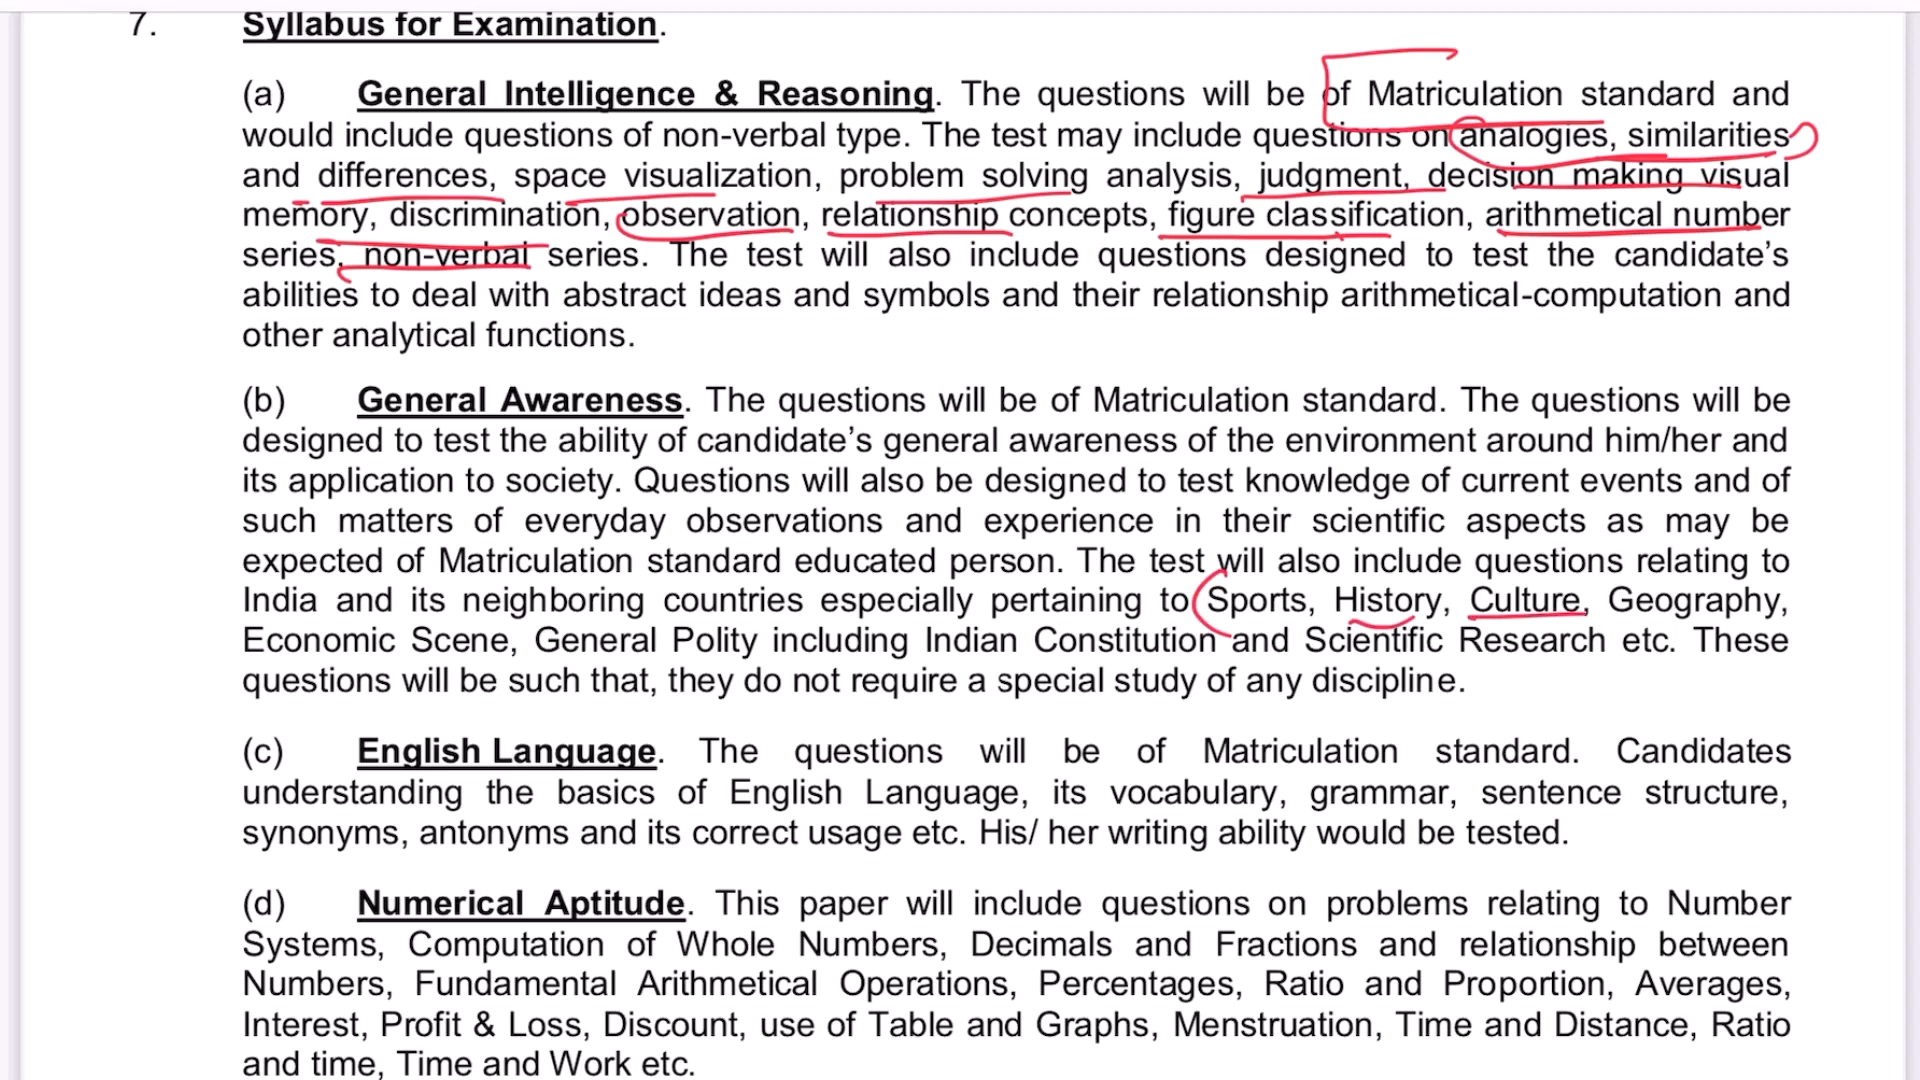 7. Syllabus for Examination.
(a) General Intelligence & Reasoning. The questions will be of Matriculation standard and
would include questions of non-verbal type. The test may include questions on analogies, similarities
and differences, space visualization, problem solving analysis, judgment, decision making visual
memory, discrimination, observation, relationship concepts, figure classification, arithmetical number
series, non-verbal series. The test will also include questions designed to test the candidate’s
abilities to deal with abstract ideas and symbols and their relationship arithmetical-computation and
other analytical functions.
(b) General Awareness. The questions will be of Matriculation standard. The questions will be
designed to test the ability of candidate’s general awareness of the environment around him/her and
its application to society. Questions will also be designed to test knowledge of current events and of
such matters of everyday observations and experience in their scientific aspects as may be
expected of Matriculation standard educated person. The test will also include questions relating to
India and its neighboring countries especially pertaining to Sports, History, Culture, Geography,
Economic Scene, General Polity including Indian Constitution and Scientific Research etc. These
questions will be such that, they do not require a special study of any discipline.
(c) English Language. The questions will be of Matriculation standard. Candidates
understanding the basics of English Language, its vocabulary, grammar, sentence structure,
synonyms, antonyms and its correct usage etc. His/ her writing ability would be tested.
(d) Numerical Aptitude. This paper will include questions on problems relating to Number
Systems, Computation of Whole Numbers, Decimals and Fractions and relationship between
Numbers, Fundamental Arithmetical Operations, Percentages, Ratio and Proportion, Averages,
Interest, Profit & Loss, Discount, use of Table and Graphs, Menstruation, Time and Distance, Ratio
and time, Time and Work etc.